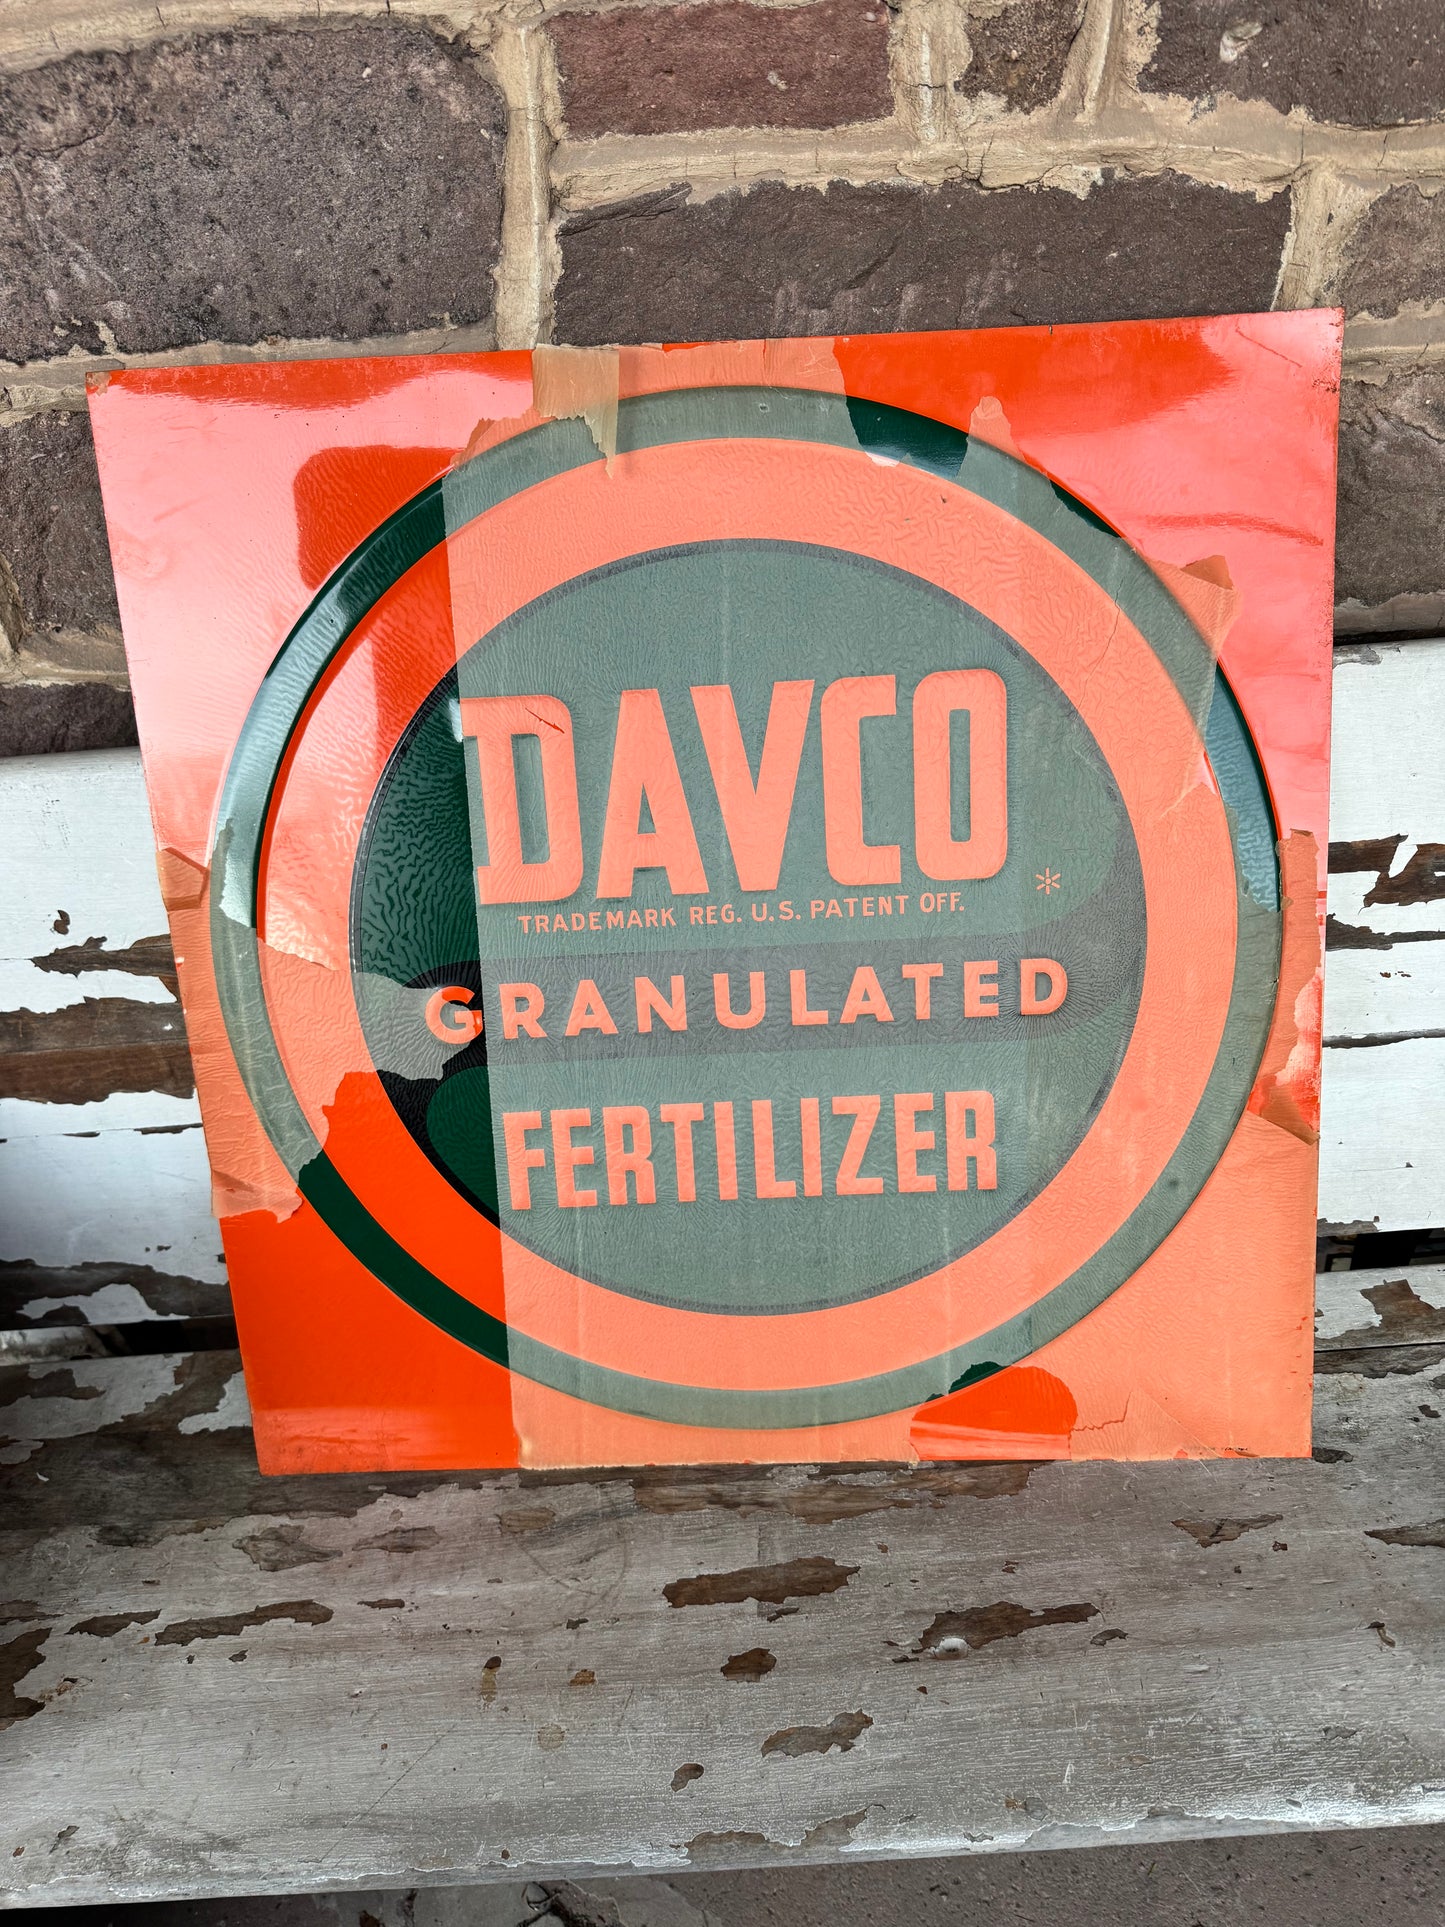 DAVCO
TRADEMARK REG. U.S. PATENT OFF.
GRANULATED
FERTILIZER